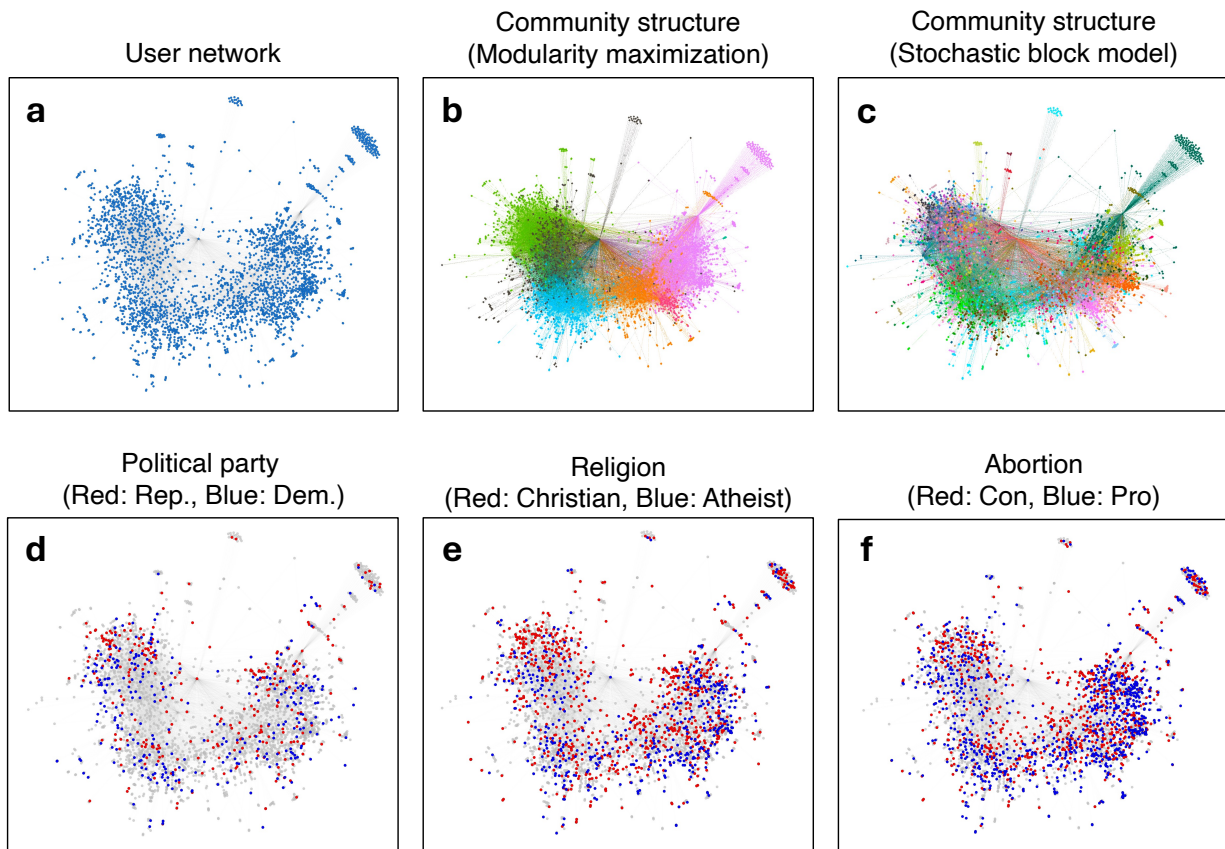 User network
Community structure
(Modularity maximization)
Community structure
(Stochastic block model)
a
b
c
Political party
(Red: Rep., Blue: Dem.)
Religion
(Red: Christian, Blue: Atheist)
Abortion
(Red: Con, Blue: Pro)
d
e
f